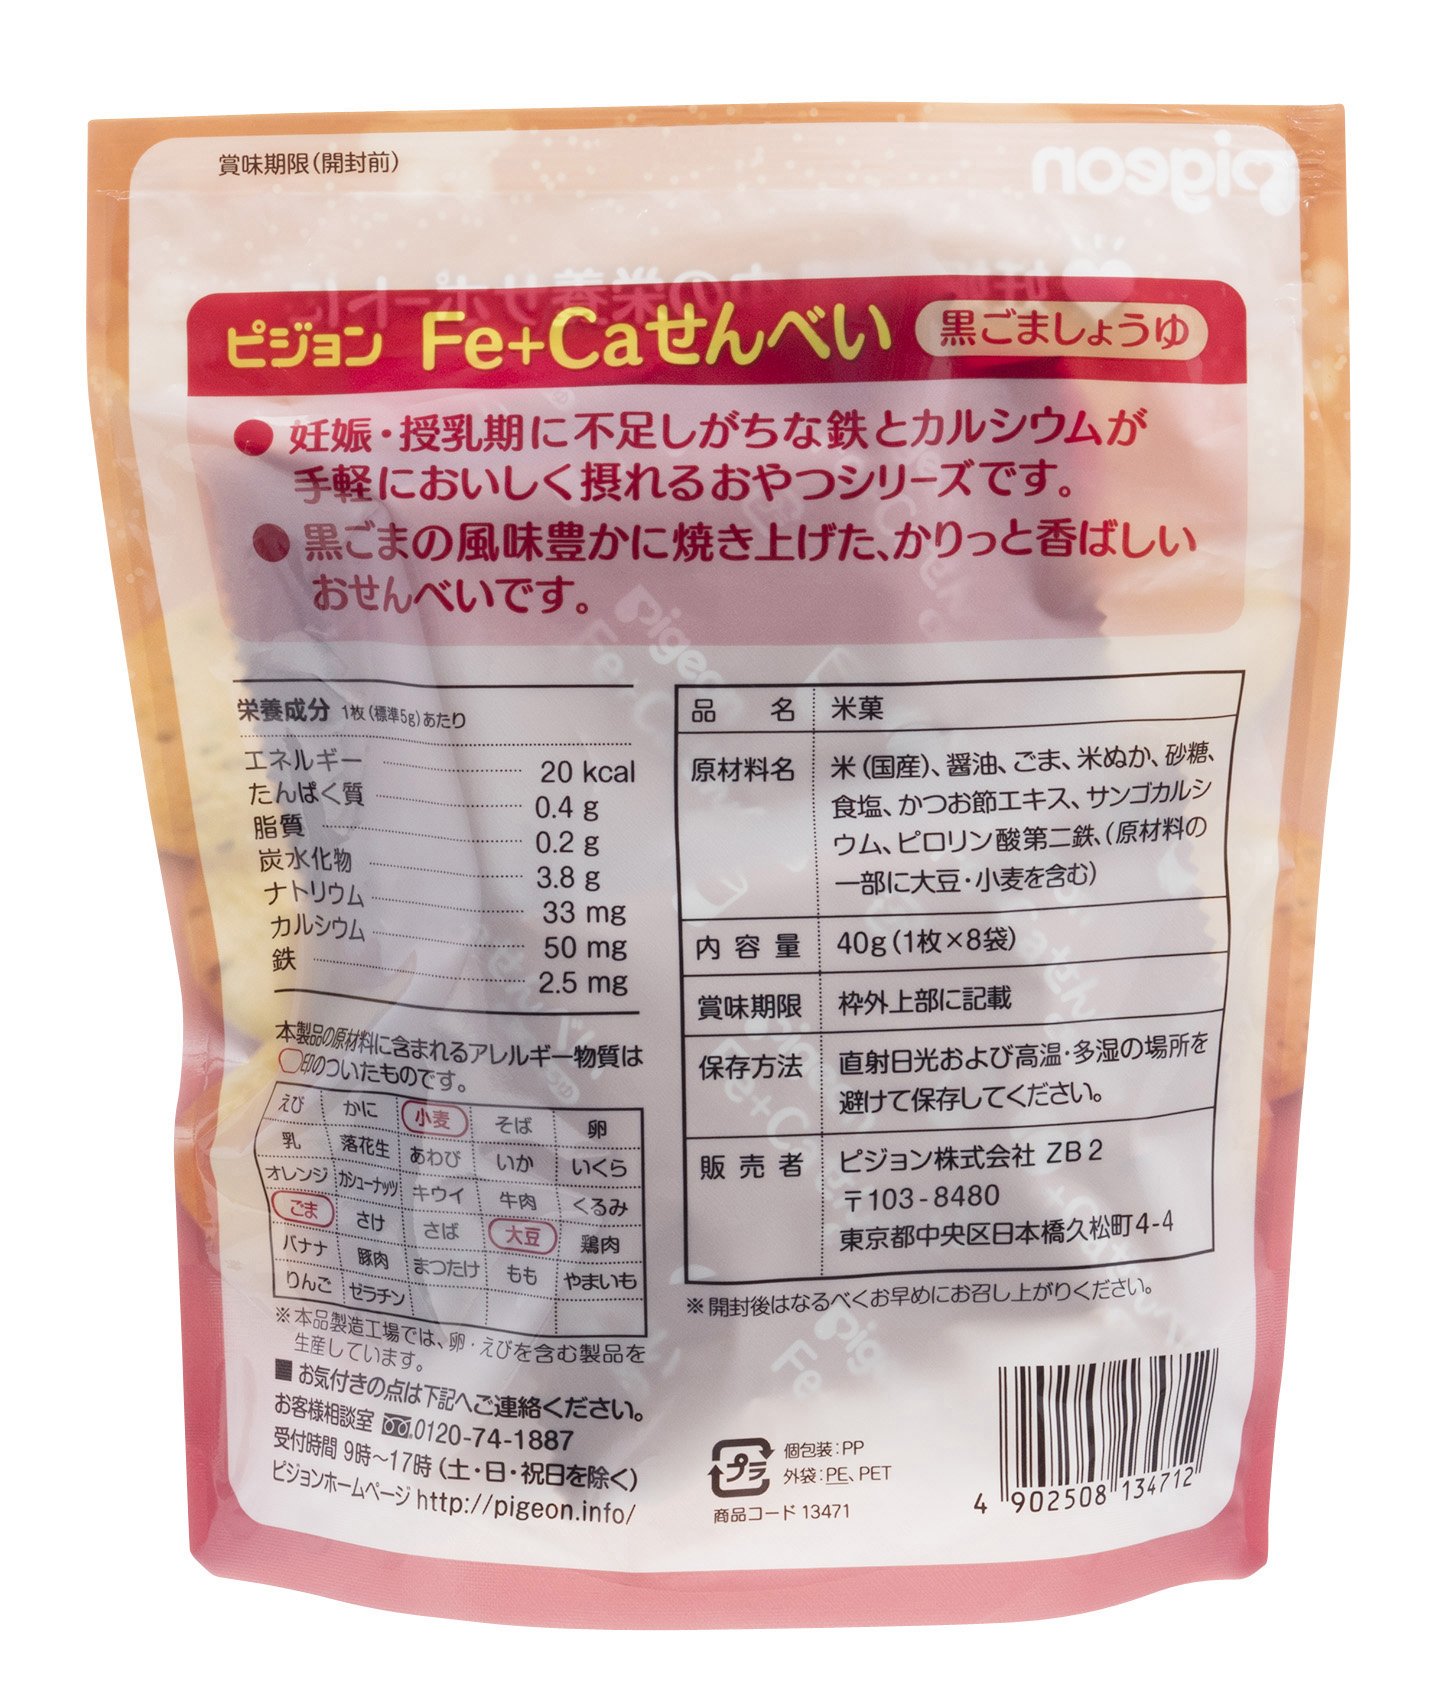 賞味期限（開封前）
pigeon
ピジョン Fe+Caせんべい 黒ごましょうゆ
● 妊娠・授乳期に不足しがちな鉄とカルシウムが
手軽においしく摂れるおやつシリーズです。
● 黒ごまの風味豊かに焼き上げた、かりっと香ばしい
おせんべいです。
栄養成分 1枚（標準5g）あたり
エネルギー 20 kcal
たんぱく質 0.4 g
脂質 0.2 g
炭水化物 3.8 g
ナトリウム 33 mg
カルシウム 50 mg
鉄 2.5 mg
本製品の原材料に含まれるアレルギー物質は
○印のついたものです。
えび かに 小麦 そば 卵
乳 落花生 あわび いか いくら
オレンジ カシューナッツ キウイ 牛肉 くるみ
ごま さけ さば 大豆 鶏肉
バナナ 豚肉 まつたけ もも やまいも
りんご ゼラチン
※本品製造工場では、卵・えびを含む製品を
生産しています。
■ お気付きの点は下記へご連絡ください。
お客様相談室 0120-74-1887
受付時間 9時〜17時（土・日・祝日を除く）
ピジョンホームページ http://pigeon.info/
品名 米菓
原材料名 米（国産）、醤油、ごま、米ぬか、砂糖、
食塩、かつお節エキス、サンゴカルシ
ウム、ピロリン酸第二鉄、（原材料の
一部に大豆・小麦を含む）
内容量 40g（1枚×8袋）
賞味期限 枠外上部に記載
保存方法 直射日光および高温・多湿の場所を
避けて保存してください。
販売者 ピジョン株式会社 ZB2
〒103-8480
東京都中央区日本橋久松町4-4
※開封後はなるべくお早めにお召し上がりください。
プラ
個包装：PP
外袋：PE、PET
商品コード 13471
4 902508 134712